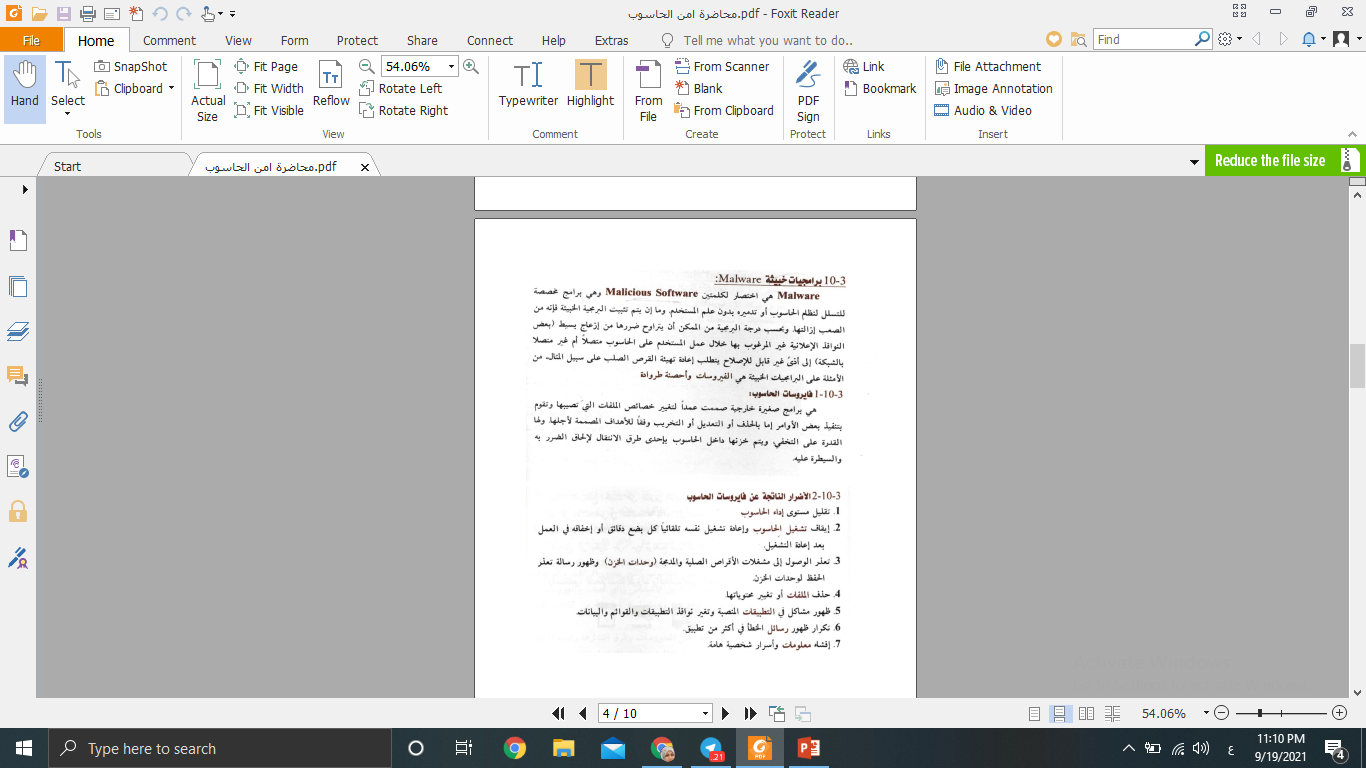 محاضرة امن الحاسوب.pdf - Foxit Reader
File Home Comment View Form Protect Share Connect Help Extras Tell me what you want to do.. Find
Hand
Select
SnapShot
Clipboard
Actual Size
Fit Page
Fit Width
Fit Visible
Reflow
54.06%
Rotate Left
Rotate Right
Typewriter
Highlight
From File
From Scanner
Blank
From Clipboard
PDF Sign
Link
Bookmark
File Attachment
Image Annotation
Audio & Video
Tools View Comment Create Protect Links Insert
Start
محاضرة امن الحاسوب.pdf
Reduce the file size
10-3 برامجيات خبيثة Malware:
Malware هي اختصار لكلمتين Malicious Software وهي برامج مخصصة
للتسلل لنظام الحاسوب أو تدميره بدون علم المستخدم. وما إن يتم تثبيت البرمجية الخبيثة فإنه من
الصعب إزالتها. وبحسب درجة البرمجية من الممكن أن يتراوح ضررها من إزعاج بسيط (بعض
النوافذ الإعلانية غير المرغوب بها خلال عمل المستخدم على الحاسوب متصلاً أم غير متصلا
بالشبكة) إلى أذىً غير قابل للإصلاح يتطلب إعادة تهيئة القرص الصلب على سبيل المثال. من
الأمثلة على البرامجيات الخبيثة هي الفيروسات وأحصنة طروادة
1-10-3 فايروسات الحاسوب:
هي برامج صغيرة خارجية صممت عمداً لتغيير خصائص الملفات التي تصيبها وتقوم
بتنفيذ بعض الأوامر إما بالحذف أو التعديل أو التخريب وفقاً للأهداف المصممة لأجلها. ولها
القدرة على التخفي، ويتم خزنها داخل الحاسوب بإحدى طرق الانتقال لإلحاق الضرر به
والسيطرة عليه.
2-10-3 الأضرار الناتجة عن فايروسات الحاسوب
1. تقليل مستوى إداء الحاسوب
2. إيقاف تشغيل الحاسوب وإعادة تشغيل نفسه تلقائياً كل بضع دقائق أو إخفاقه في العمل
بعد إعادة التشغيل.
3. تعذر الوصول إلى مشغلات الأقراص الصلبة والمدمجة (وحدات الخزن) وظهور رسالة تعذر
الحفظ لوحدات الخزن.
4. حذف الملفات أو تغيير محتوياتها.
5. ظهور مشاكل في التطبيقات المنصبة وتغير نوافذ التطبيقات والقوائم والبيانات.
6. تكرار ظهور رسائل الخطأ في أكثر من تطبيق.
7. إفشاء معلومات وأسرار شخصية هامة.
4 / 10
54.06%
Type here to search
21
ع
11:10 PM
9/19/2021
4